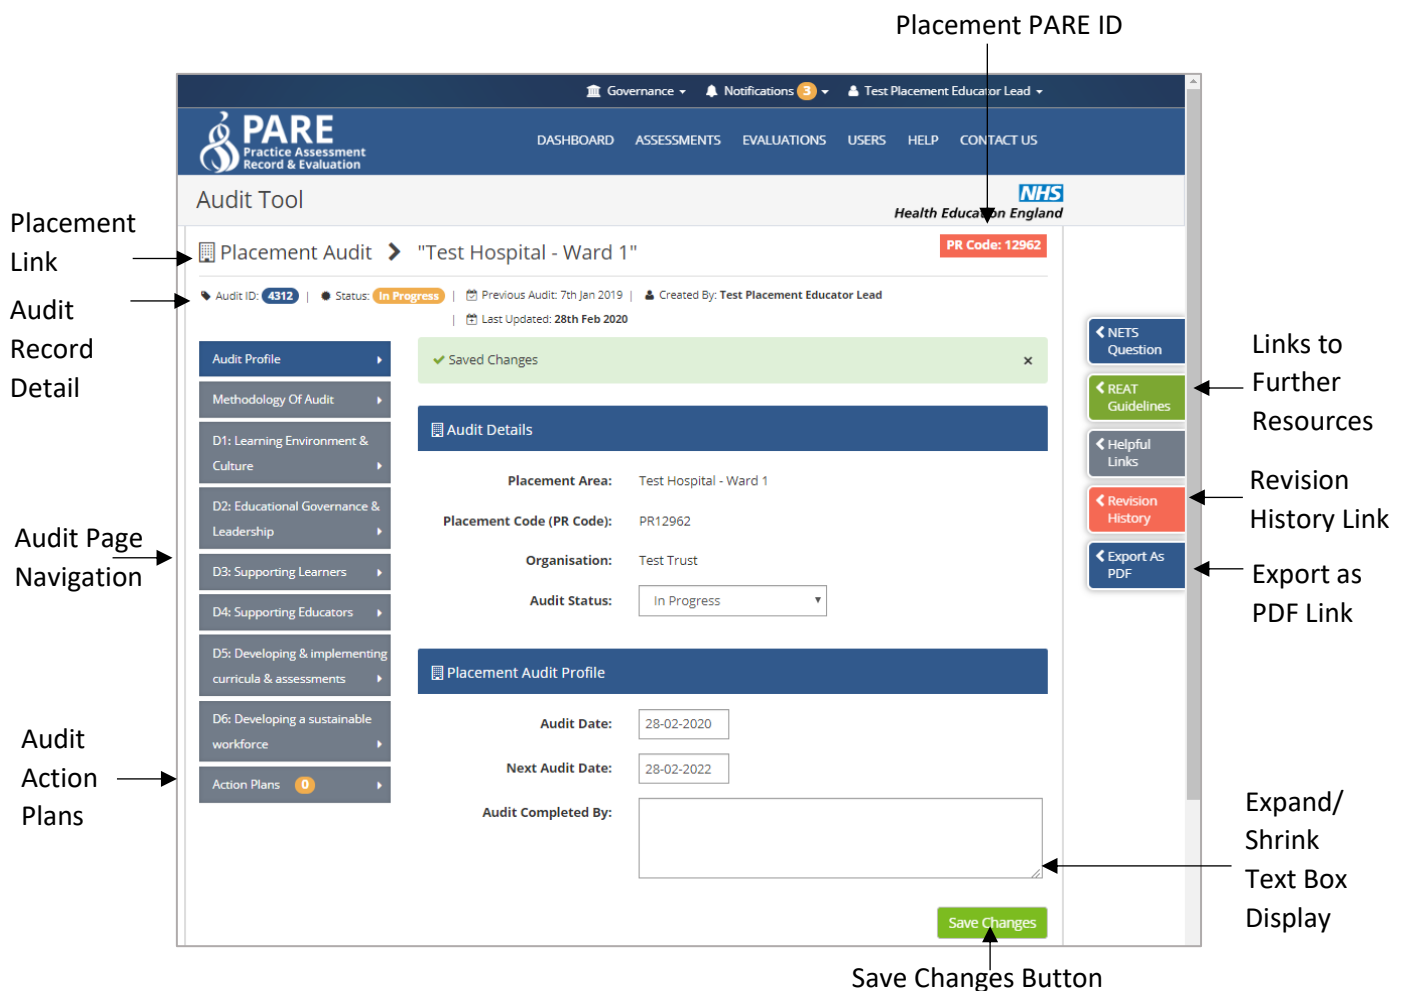 Placement PARE ID
Governance
Notifications 3
Test Placement Educator Lead
PARE
Practice Assessment
Record & Evaluation
DASHBOARD ASSESSMENTS EVALUATIONS USERS HELP CONTACT US
Audit Tool
NHS
Health Education England
Placement
Link
Placement Audit "Test Hospital - Ward 1"
PR Code: 12962
Audit
Record
Detail
Audit ID: 4312 | Status: In Progress | Previous Audit: 7th Jan 2019 | Created By: Test Placement Educator Lead
| Last Updated: 28th Feb 2020
Audit Page
Navigation
Audit Profile
Methodology Of Audit
D1: Learning Environment &
Culture
D2: Educational Governance &
Leadership
D3: Supporting Learners
D4: Supporting Educators
D5: Developing & implementing
curricula & assessments
D6: Developing a sustainable
workforce
Action Plans 0
Audit
Action
Plans
Saved Changes ×
Audit Details
Placement Area: Test Hospital - Ward 1
Placement Code (PR Code): PR12962
Organisation: Test Trust
Audit Status: In Progress
Placement Audit Profile
Audit Date: 28-02-2020
Next Audit Date: 28-02-2022
Audit Completed By:
Save Changes
NETS
Question
REAT
Guidelines
Helpful
Links
Revision
History
Export As
PDF
Links to
Further
Resources
Revision
History Link
Export as
PDF Link
Expand/
Shrink
Text Box
Display
Save Changes Button